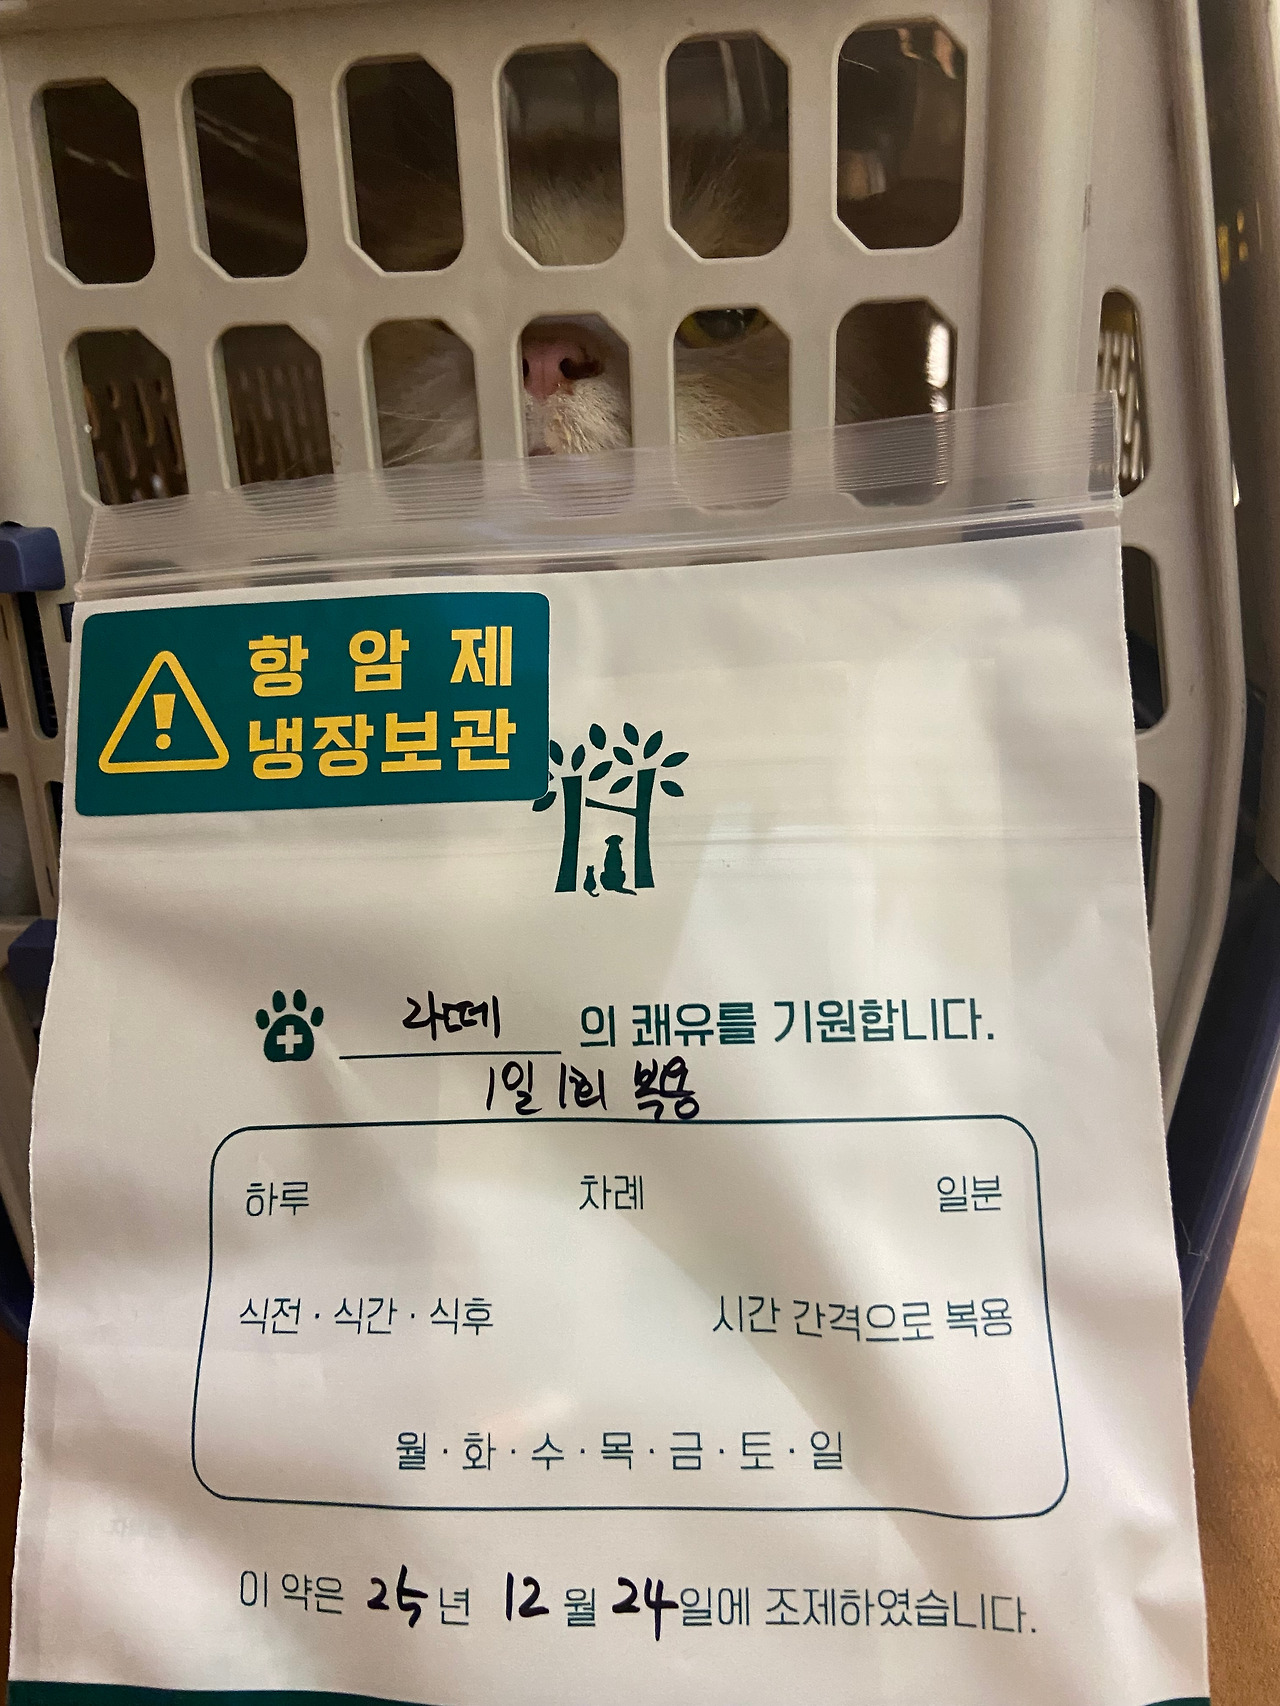 항암제
냉장보관
라떼 의 쾌유를 기원합니다.
1일 1회 복용
하루 차례 일분
식전 · 식간 · 식후 시간 간격으로 복용
월 · 화 · 수 · 목 · 금 · 토 · 일
이 약은 25년 12월 24일에 조제하였습니다.